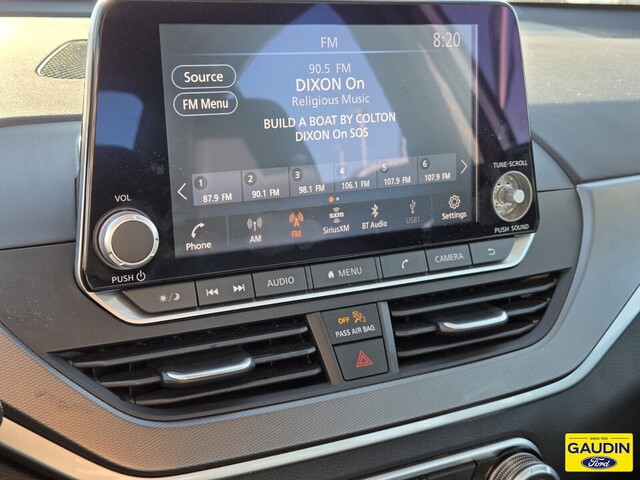 FM
8:20
Source
FM Menu
90.5 FM
DIXON On
Religious Music
BUILD A BOAT BY COLTON
DIXON On SOS
1 2 3 4 5 6
87.9 FM 90.1 FM 98.1 FM 106.1 FM 107.9 FM 107.9 FM
Phone AM FM SiriusXM BT Audio USB1 Settings
VOL
PUSH
TUNE-SCROLL
PUSH SOUND
AUDIO MENU CAMERA
OFF
PASS AIR BAG
SINCE 1922
GAUDIN
Ford